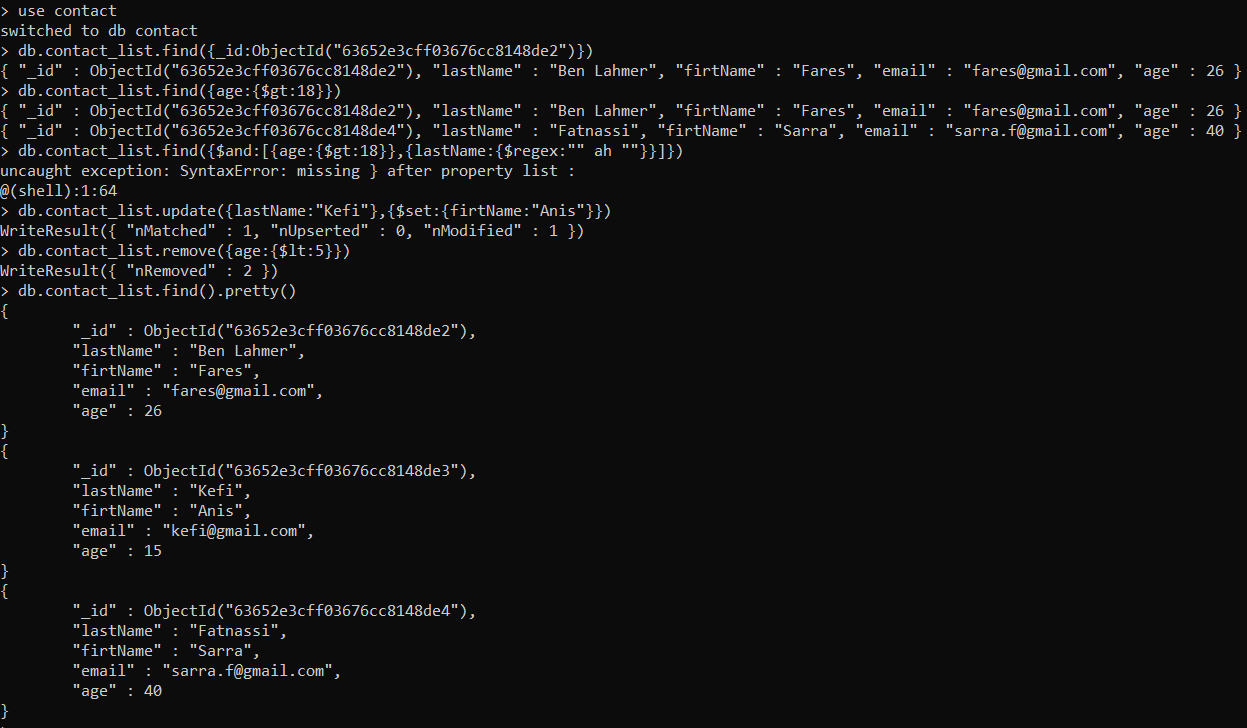 > use contact
switched to db contact
> db.contact_list.find({_id:ObjectId("63652e3cff03676cc8148de2")})
{ "_id" : ObjectId("63652e3cff03676cc8148de2"), "lastName" : "Ben Lahmer", "firtName" : "Fares", "email" : "fares@gmail.com", "age" : 26 }
> db.contact_list.find({age:{$gt:18}})
{ "_id" : ObjectId("63652e3cff03676cc8148de2"), "lastName" : "Ben Lahmer", "firtName" : "Fares", "email" : "fares@gmail.com", "age" : 26 }
{ "_id" : ObjectId("63652e3cff03676cc8148de4"), "lastName" : "Fatnassi", "firtName" : "Sarra", "email" : "sarra.f@gmail.com", "age" : 40 }
> db.contact_list.find({$and:[{age:{$gt:18}},{lastName:{$regex:"" ah ""}}]})
uncaught exception: SyntaxError: missing } after property list :
@(shell):1:64
> db.contact_list.update({lastName:"Kefi"},{$set:{firtName:"Anis"}})
WriteResult({ "nMatched" : 1, "nUpserted" : 0, "nModified" : 1 })
> db.contact_list.remove({age:{$lt:5}})
WriteResult({ "nRemoved" : 2 })
> db.contact_list.find().pretty()
{
        "_id" : ObjectId("63652e3cff03676cc8148de2"),
        "lastName" : "Ben Lahmer",
        "firtName" : "Fares",
        "email" : "fares@gmail.com",
        "age" : 26
}
{
        "_id" : ObjectId("63652e3cff03676cc8148de3"),
        "lastName" : "Kefi",
        "firtName" : "Anis",
        "email" : "kefi@gmail.com",
        "age" : 15
}
{
        "_id" : ObjectId("63652e3cff03676cc8148de4"),
        "lastName" : "Fatnassi",
        "firtName" : "Sarra",
        "email" : "sarra.f@gmail.com",
        "age" : 40
}